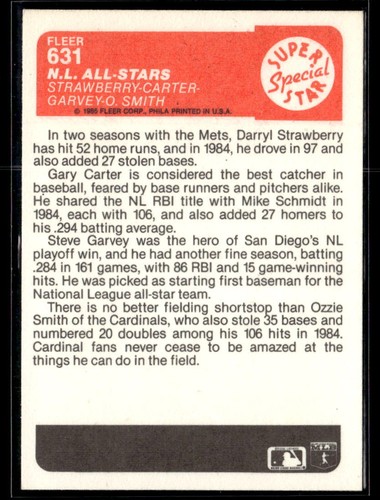 FLEER
631
N.L. ALL-STARS
STRAWBERRY-CARTER-
GARVEY-O. SMITH
© 1985 FLEER CORP., PHILA PRINTED IN U.S.A.
SUPER
Special
STAR
In two seasons with the Mets, Darryl Strawberry
has hit 52 home runs, and in 1984, he drove in 97 and
also added 27 stolen bases.
Gary Carter is considered the best catcher in
baseball, feared by base runners and pitchers alike.
He shared the NL RBI title with Mike Schmidt in
1984, each with 106, and also added 27 homers to
his .294 batting average.
Steve Garvey was the hero of San Diego's NL
playoff win, and he had another fine season, batting
.284 in 161 games, with 86 RBI and 15 game-winning
hits. He was picked as starting first baseman for the
National League all-star team.
There is no better fielding shortstop than Ozzie
Smith of the Cardinals, who also stole 35 bases and
numbered 20 doubles among his 106 hits in 1984.
Cardinal fans never cease to be amazed at the
things he can do in the field.